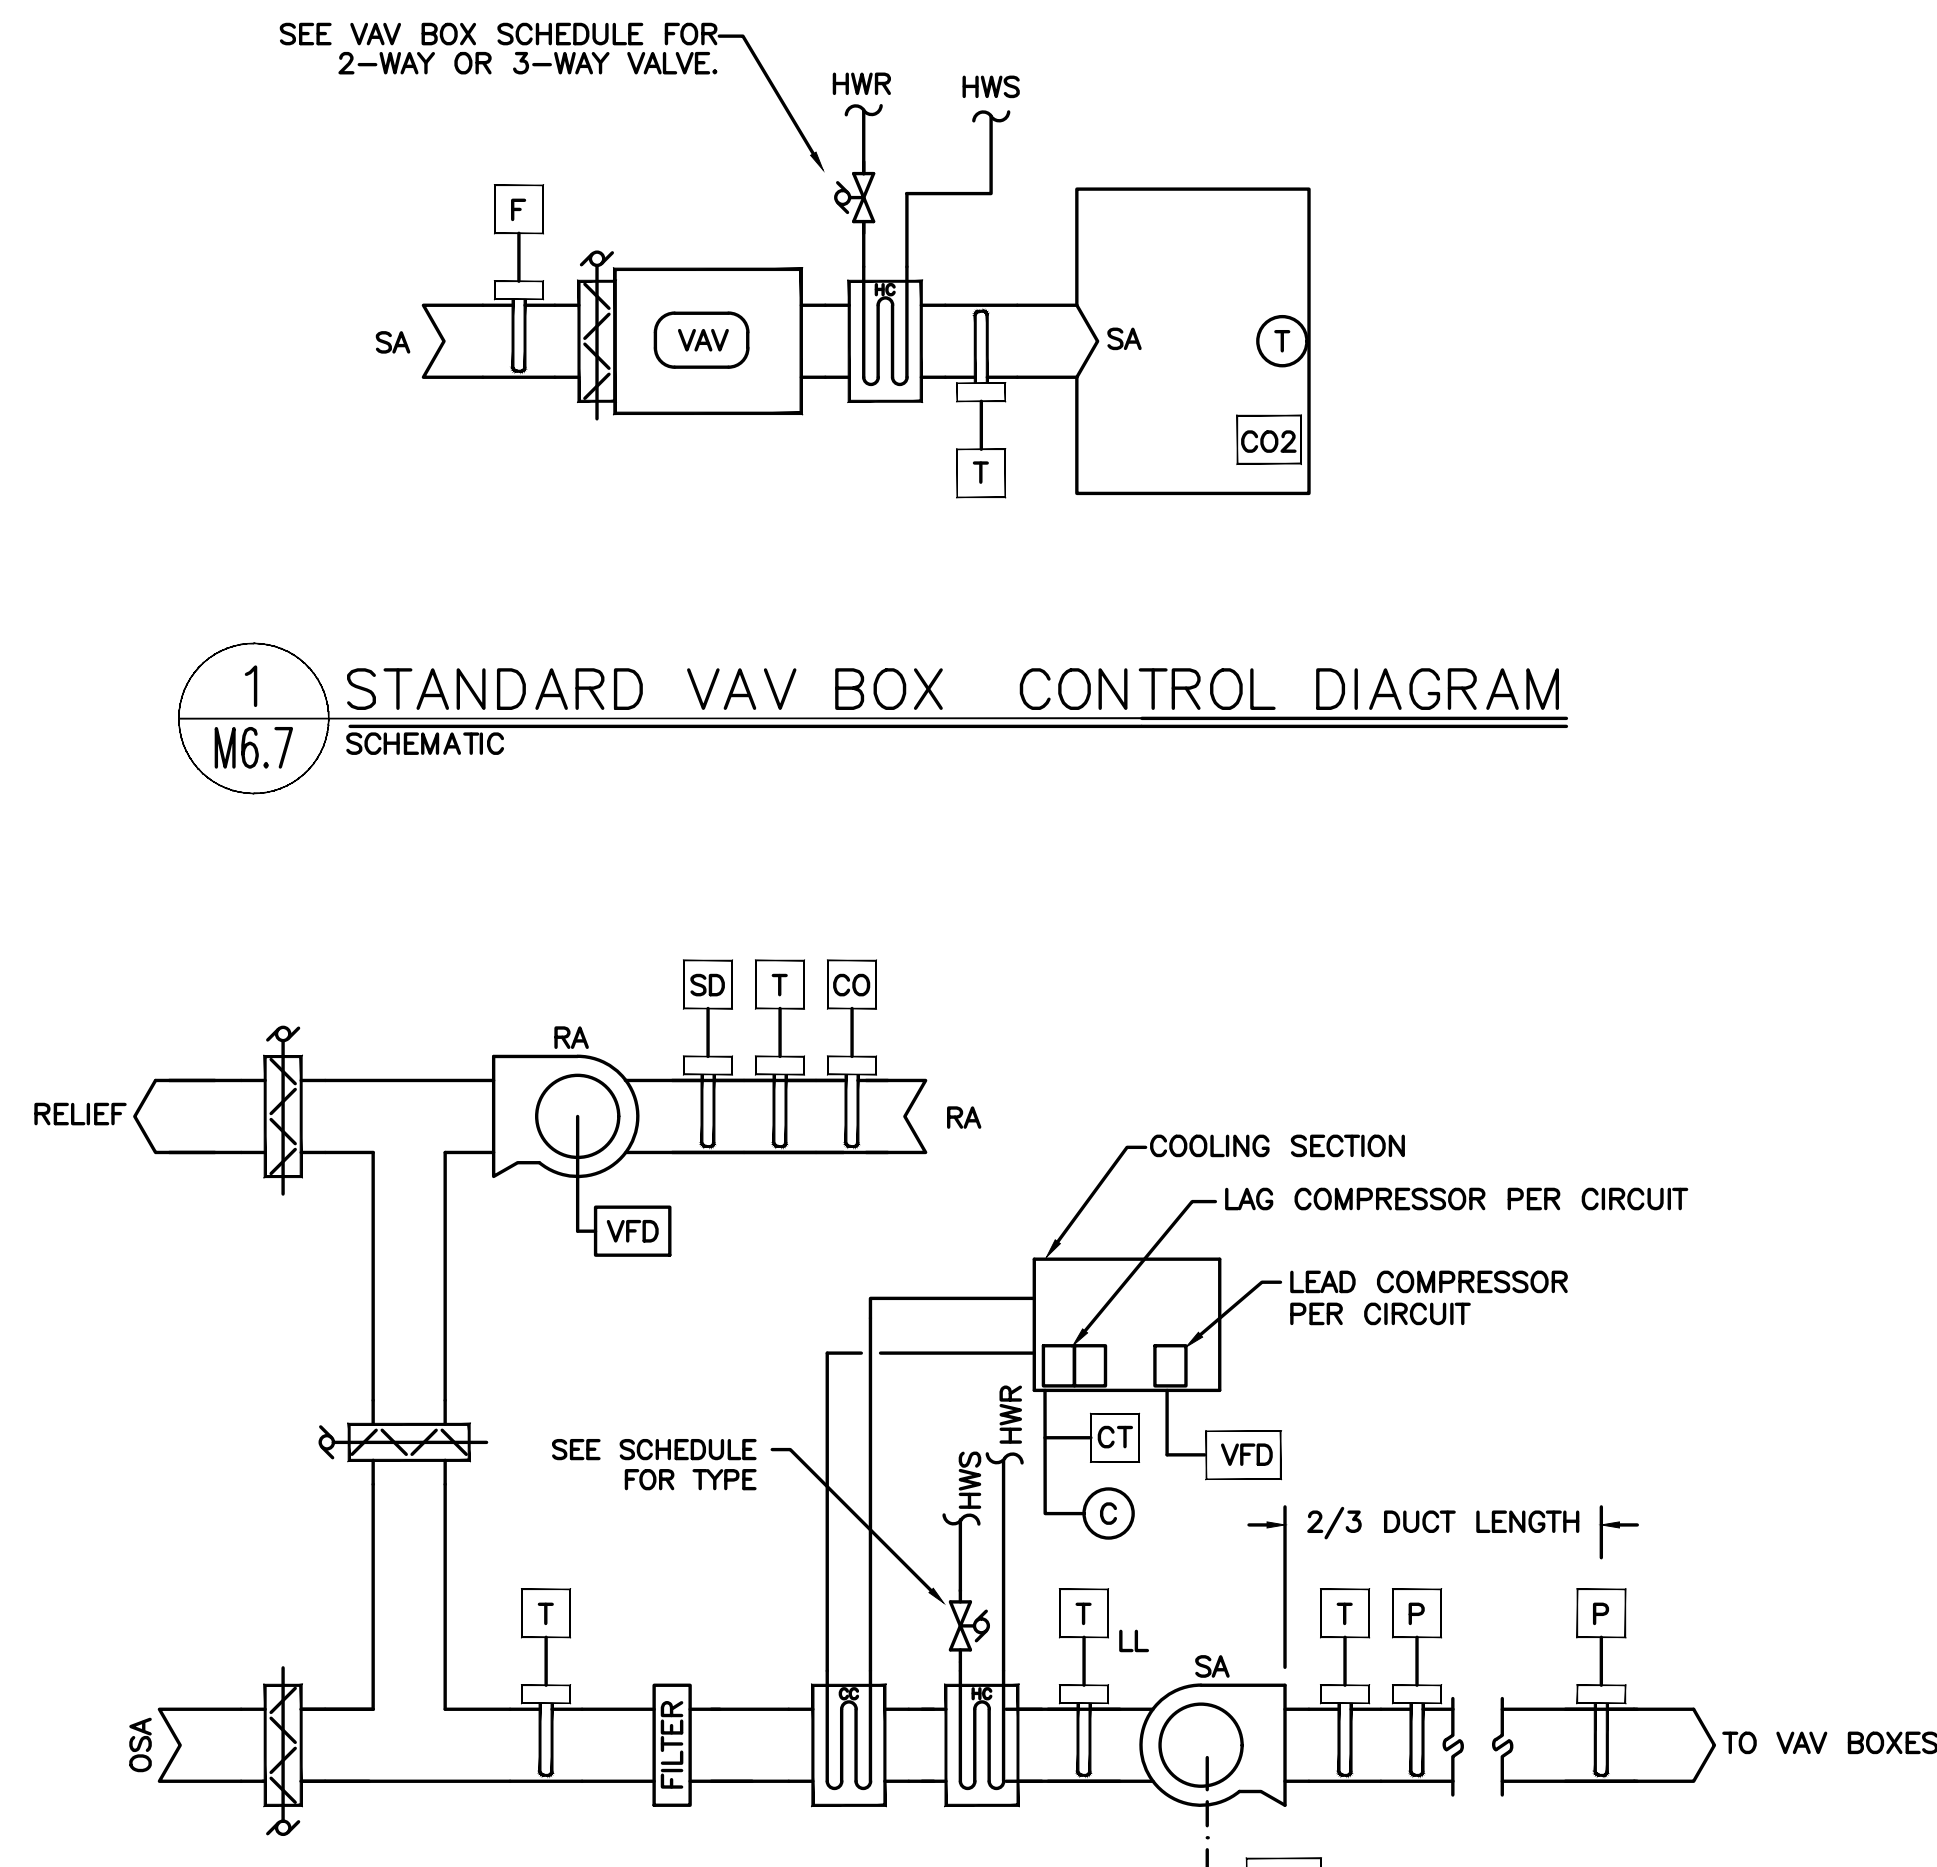 SEE VAV BOX SCHEDULE FOR
2-WAY OR 3-WAY VALVE.
HWR
HWS
F
HC
SA
VAV
SA
T
CO2
T
1
M6.7
STANDARD VAV BOX CONTROL DIAGRAM
SCHEMATIC
SD
T
CO
RA
RELIEF
RA
VFD
COOLING SECTION
LAG COMPRESSOR PER CIRCUIT
LEAD COMPRESSOR
PER CIRCUIT
HWR
CT
VFD
SEE SCHEDULE
FOR TYPE
HWS
C
2/3 DUCT LENGTH
T
T
LL
T
P
P
SA
CC
HC
OSA
FILTER
TO VAV BOXES